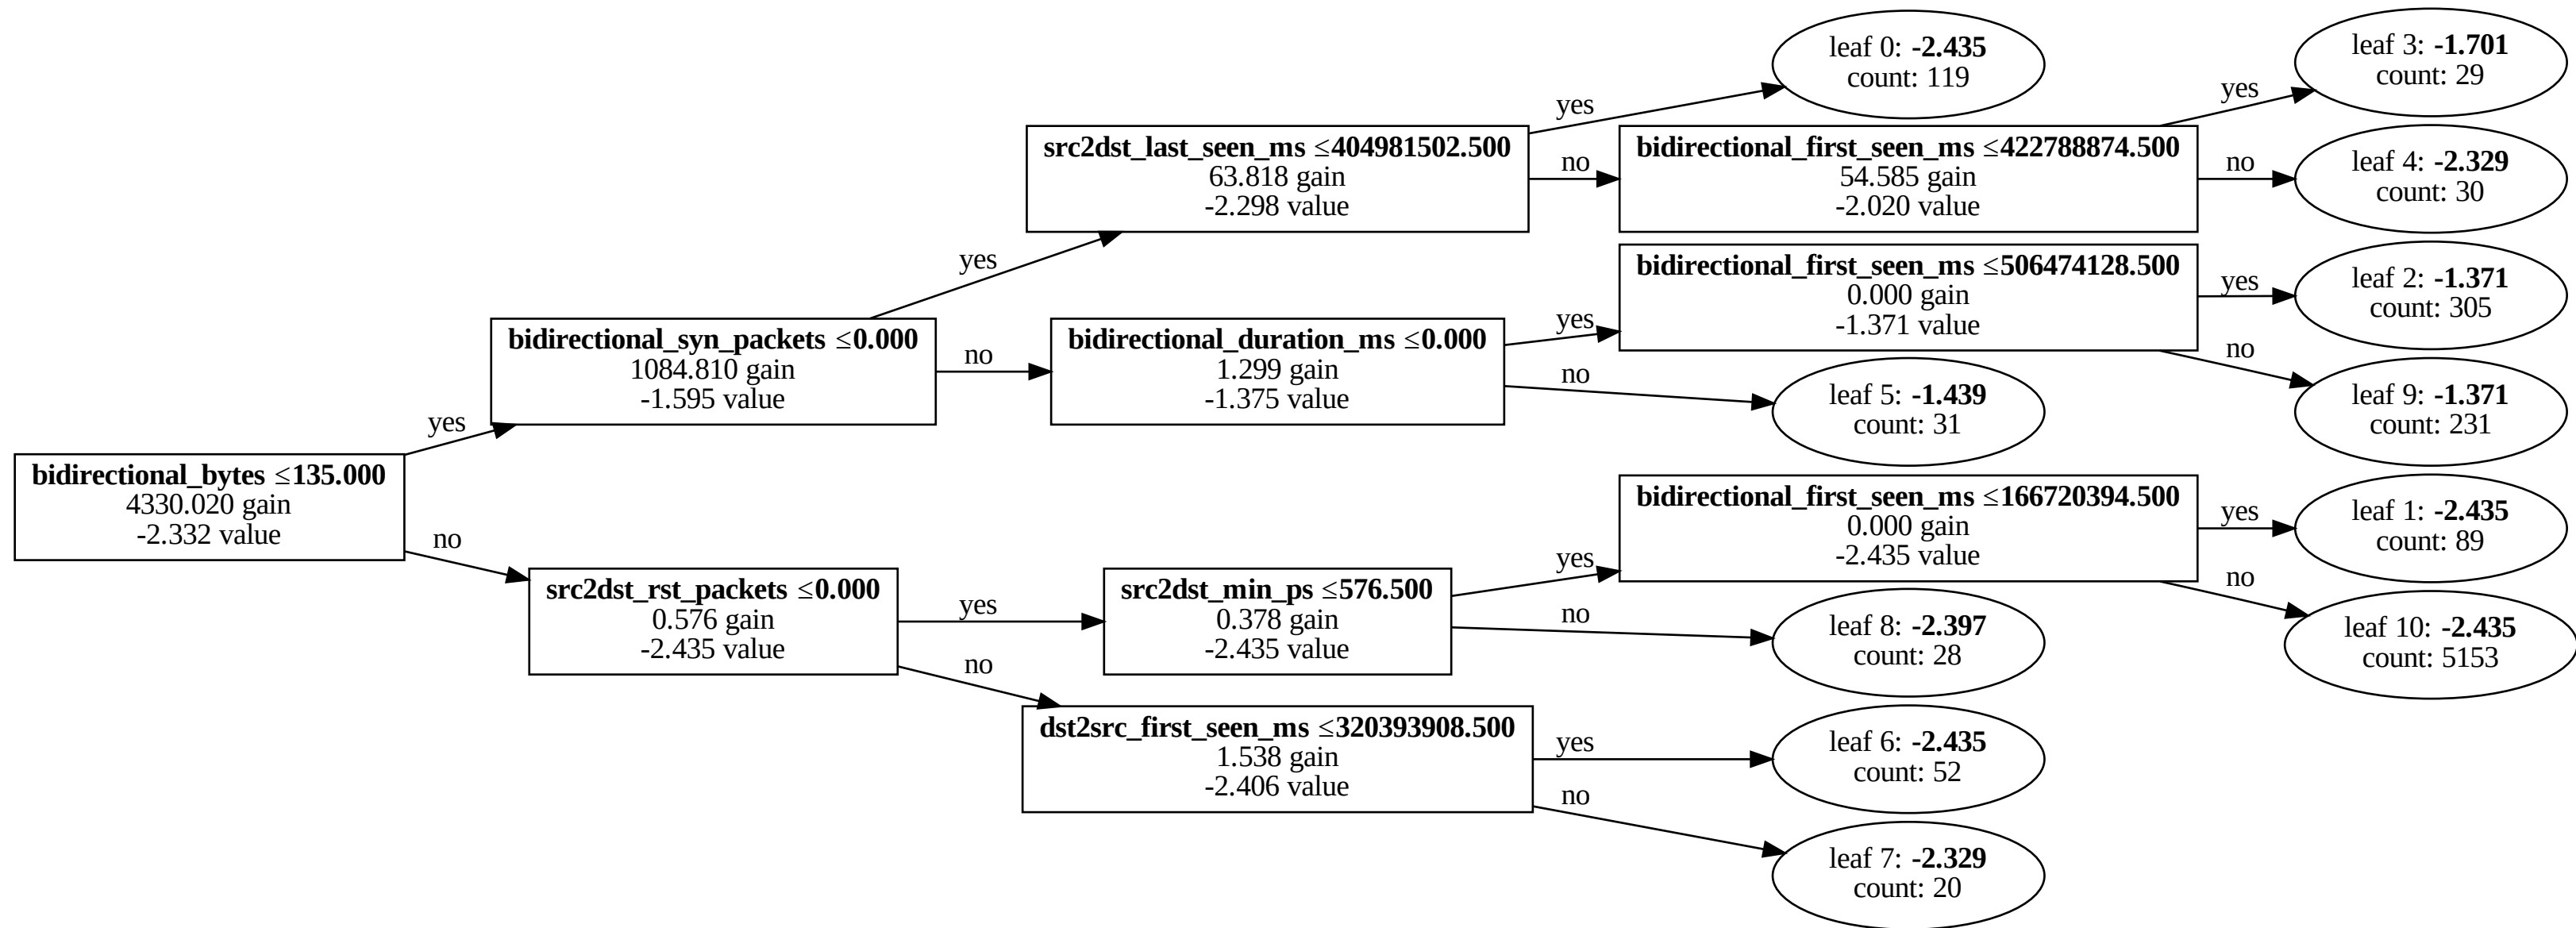 bidirectional_bytes ≤135.000
4330.020 gain
-2.332 value
yes
no
bidirectional_syn_packets ≤0.000
1084.810 gain
-1.595 value
yes
no
src2dst_rst_packets ≤0.000
0.576 gain
-2.435 value
yes
no
src2dst_last_seen_ms ≤404981502.500
63.818 gain
-2.298 value
yes
no
bidirectional_duration_ms ≤0.000
1.299 gain
-1.375 value
yes
no
src2dst_min_ps ≤576.500
0.378 gain
-2.435 value
yes
no
dst2src_first_seen_ms ≤320393908.500
1.538 gain
-2.406 value
yes
no
leaf 0: -2.435
count: 119
bidirectional_first_seen_ms ≤422788874.500
54.585 gain
-2.020 value
yes
no
bidirectional_first_seen_ms ≤506474128.500
0.000 gain
-1.371 value
yes
no
leaf 5: -1.439
count: 31
bidirectional_first_seen_ms ≤166720394.500
0.000 gain
-2.435 value
yes
no
leaf 8: -2.397
count: 28
leaf 6: -2.435
count: 52
leaf 7: -2.329
count: 20
leaf 3: -1.701
count: 29
leaf 4: -2.329
count: 30
leaf 2: -1.371
count: 305
leaf 9: -1.371
count: 231
leaf 1: -2.435
count: 89
leaf 10: -2.435
count: 5153